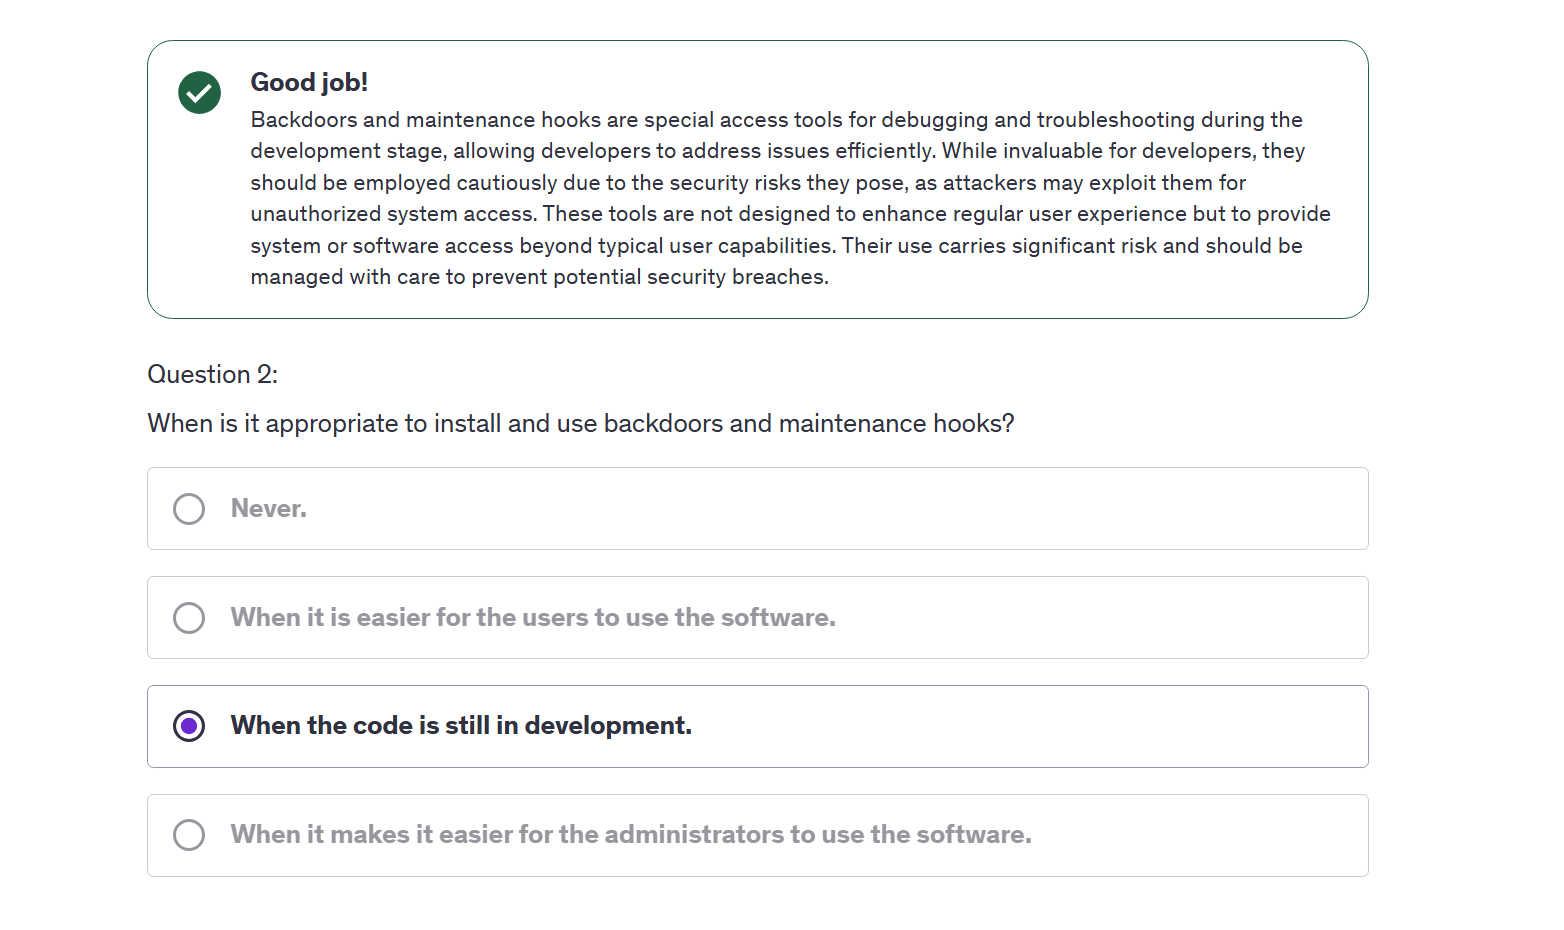 Good job!
Backdoors and maintenance hooks are special access tools for debugging and troubleshooting during the
development stage, allowing developers to address issues efficiently. While invaluable for developers, they
should be employed cautiously due to the security risks they pose, as attackers may exploit them for
unauthorized system access. These tools are not designed to enhance regular user experience but to provide
system or software access beyond typical user capabilities. Their use carries significant risk and should be
managed with care to prevent potential security breaches.
Question 2:
When is it appropriate to install and use backdoors and maintenance hooks?
Never.
When it is easier for the users to use the software.
When the code is still in development.
When it makes it easier for the administrators to use the software.